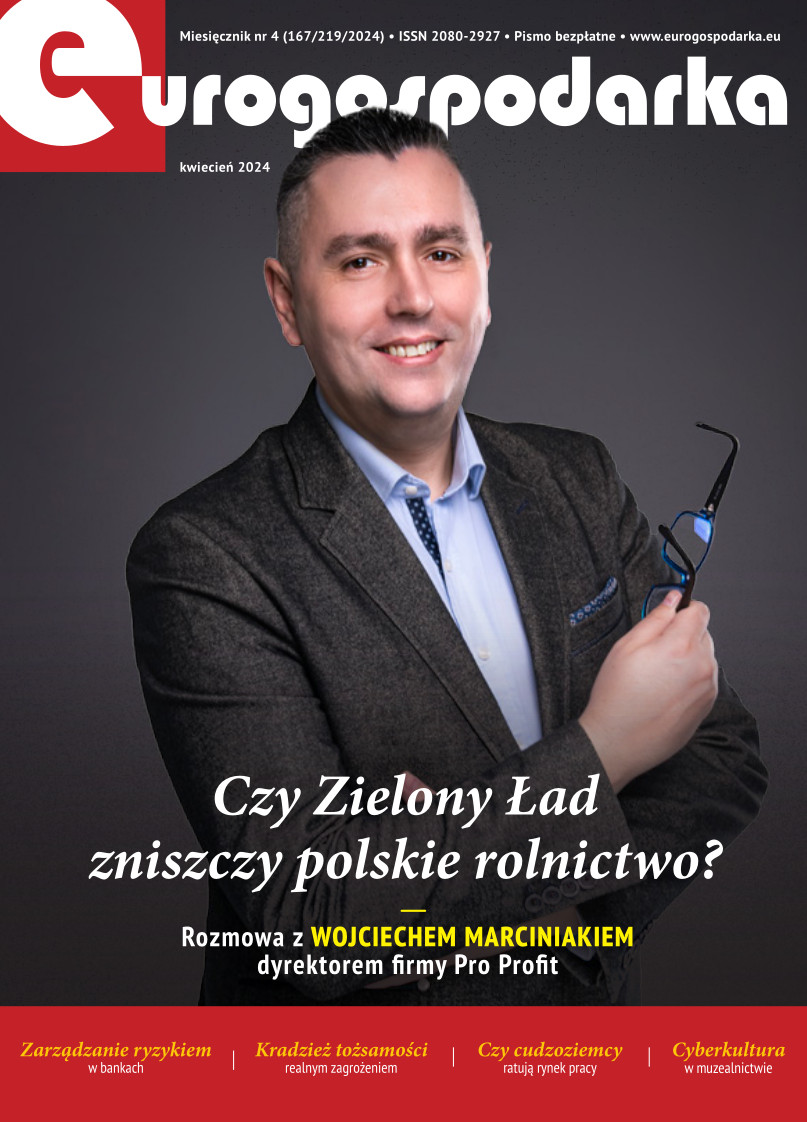 Miesięcznik nr 4 (167/219/2024) • ISSN 2080-2927 • Pismo bezpłatne • www.eurogospodarka.eu
eurogospodarka
kwiecień 2024
Czy Zielony Ład
zniszczy polskie rolnictwo?
Rozmowa z WOJCIECHEM MARCINIAKIEM
dyrektorem firmy Pro Profit
Zarządzanie ryzykiem
w bankach
Kradzież tożsamości
realnym zagrożeniem
Czy cudzoziemcy
ratują rynek pracy
Cyberkultura
w muzealnictwie